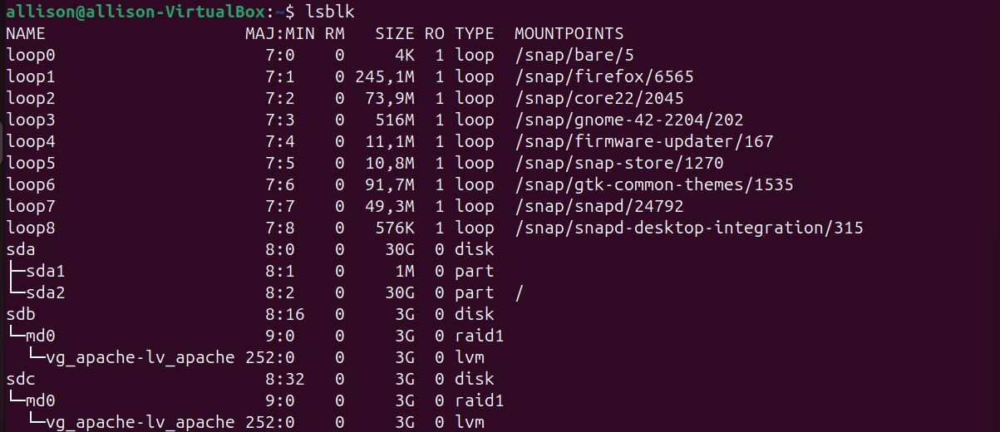 allison@allison-VirtualBox:~$ lsblk
NAME                    MAJ:MIN RM   SIZE RO TYPE  MOUNTPOINTS
loop0                     7:0    0     4K  1 loop  /snap/bare/5
loop1                     7:1    0 245,1M  1 loop  /snap/firefox/6565
loop2                     7:2    0  73,9M  1 loop  /snap/core22/2045
loop3                     7:3    0   516M  1 loop  /snap/gnome-42-2204/202
loop4                     7:4    0  11,1M  1 loop  /snap/firmware-updater/167
loop5                     7:5    0  10,8M  1 loop  /snap/snap-store/1270
loop6                     7:6    0  91,7M  1 loop  /snap/gtk-common-themes/1535
loop7                     7:7    0  49,3M  1 loop  /snap/snapd/24792
loop8                     7:8    0   576K  1 loop  /snap/snapd-desktop-integration/315
sda                       8:0    0    30G  0 disk
├─sda1                    8:1    0     1M  0 part
└─sda2                    8:2    0    30G  0 part  /
sdb                       8:16   0     3G  0 disk
└─md0                     9:0    0     3G  0 raid1
  └─vg_apache-lv_apache 252:0    0     3G  0 lvm
sdc                       8:32   0     3G  0 disk
└─md0                     9:0    0     3G  0 raid1
  └─vg_apache-lv_apache 252:0    0     3G  0 lvm